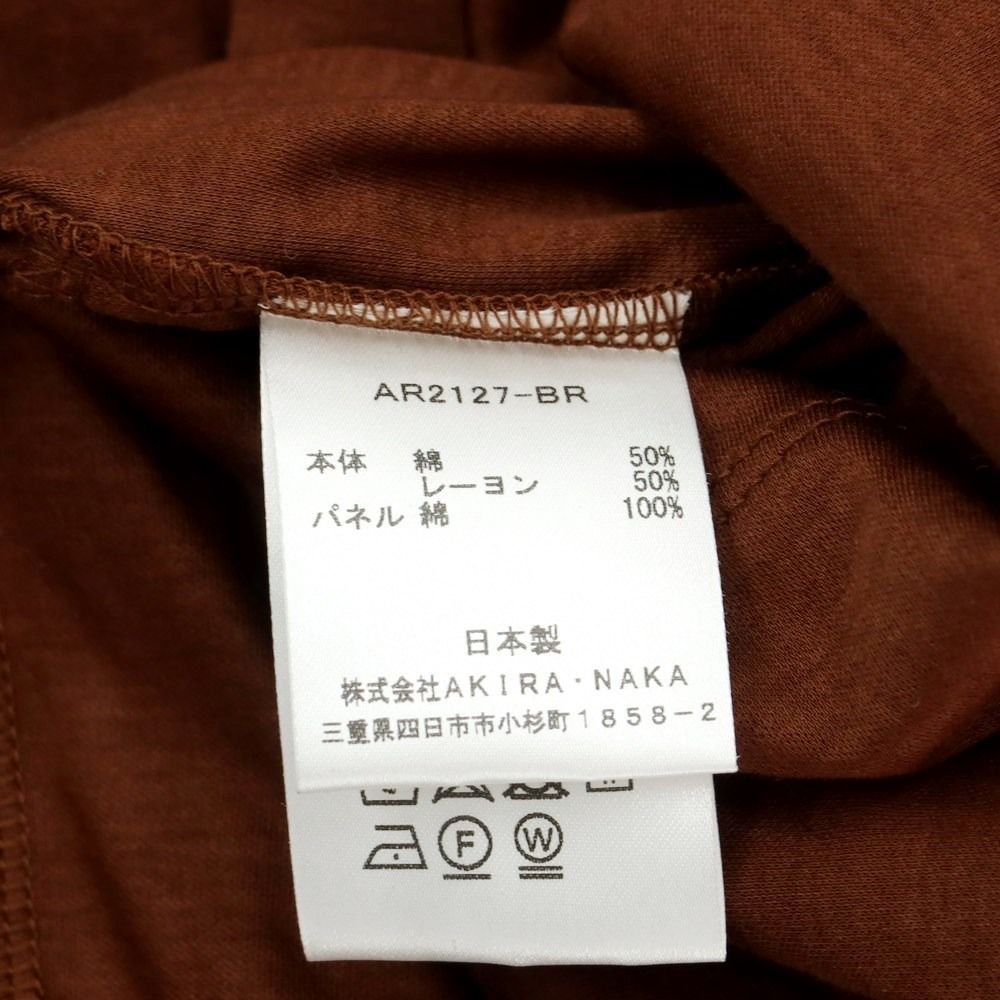 AR2127-BR
本体 綿 50%
レーヨン 50%
パネル 綿 100%
日本製
株式会社AKIRA・NAKA
三重県四日市市小杉町1858-2
F W